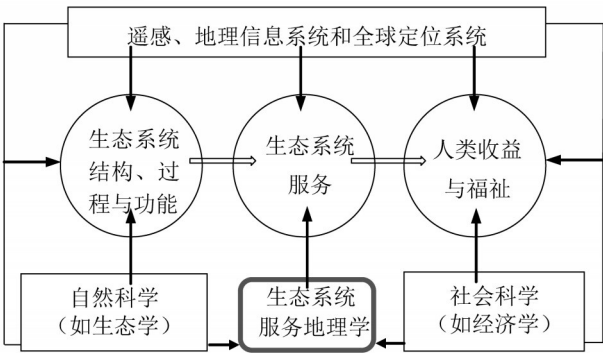 遥感、地理信息系统和全球定位系统
生态系统
结构、过
程与功能
生态系统
服务
人类收益
与福祉
自然科学
（如生态学）
生态系统
服务地理学
社会科学
（如经济学）